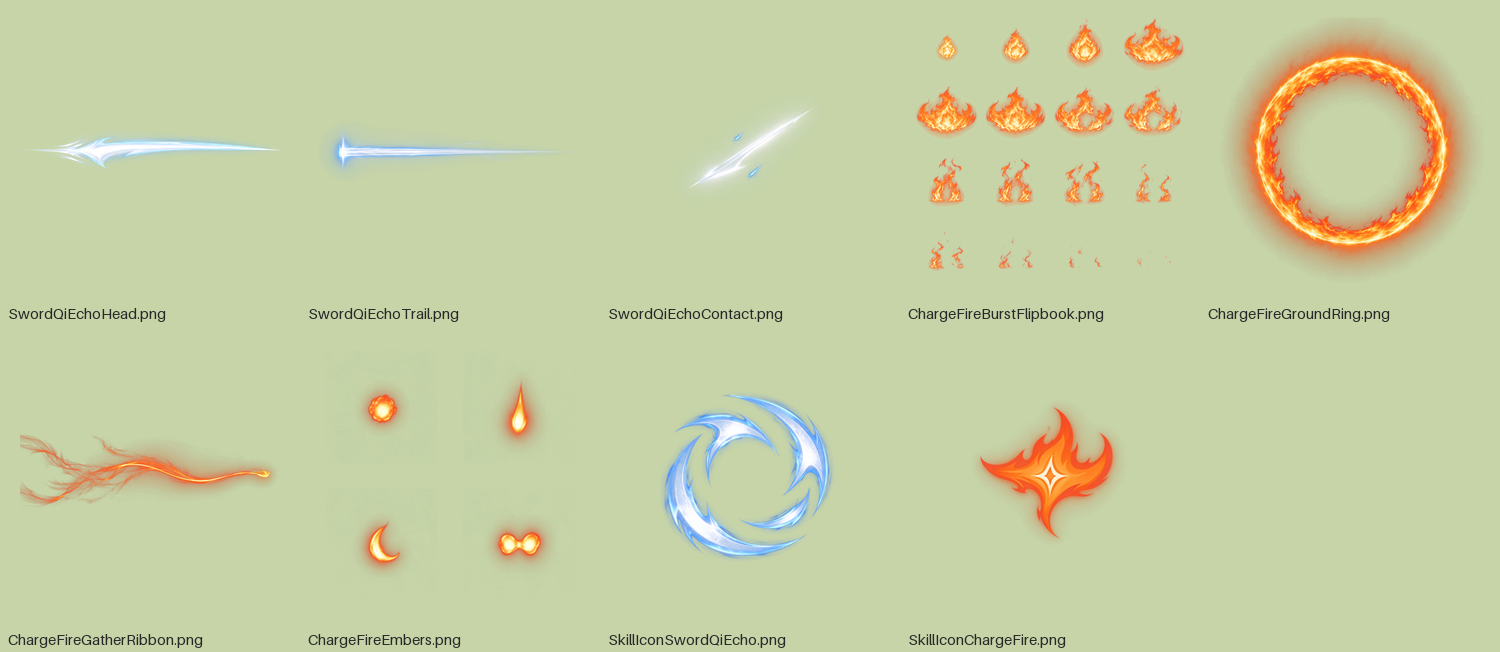 SwordQiEchoHead.png
SwordQiEchoTrail.png
SwordQiEchoContact.png
ChargeFireBurstFlipbook.png
ChargeFireGroundRing.png
ChargeFireGatherRibbon.png
ChargeFireEmbers.png
SkillIconSwordQiEcho.png
SkillIconChargeFire.png